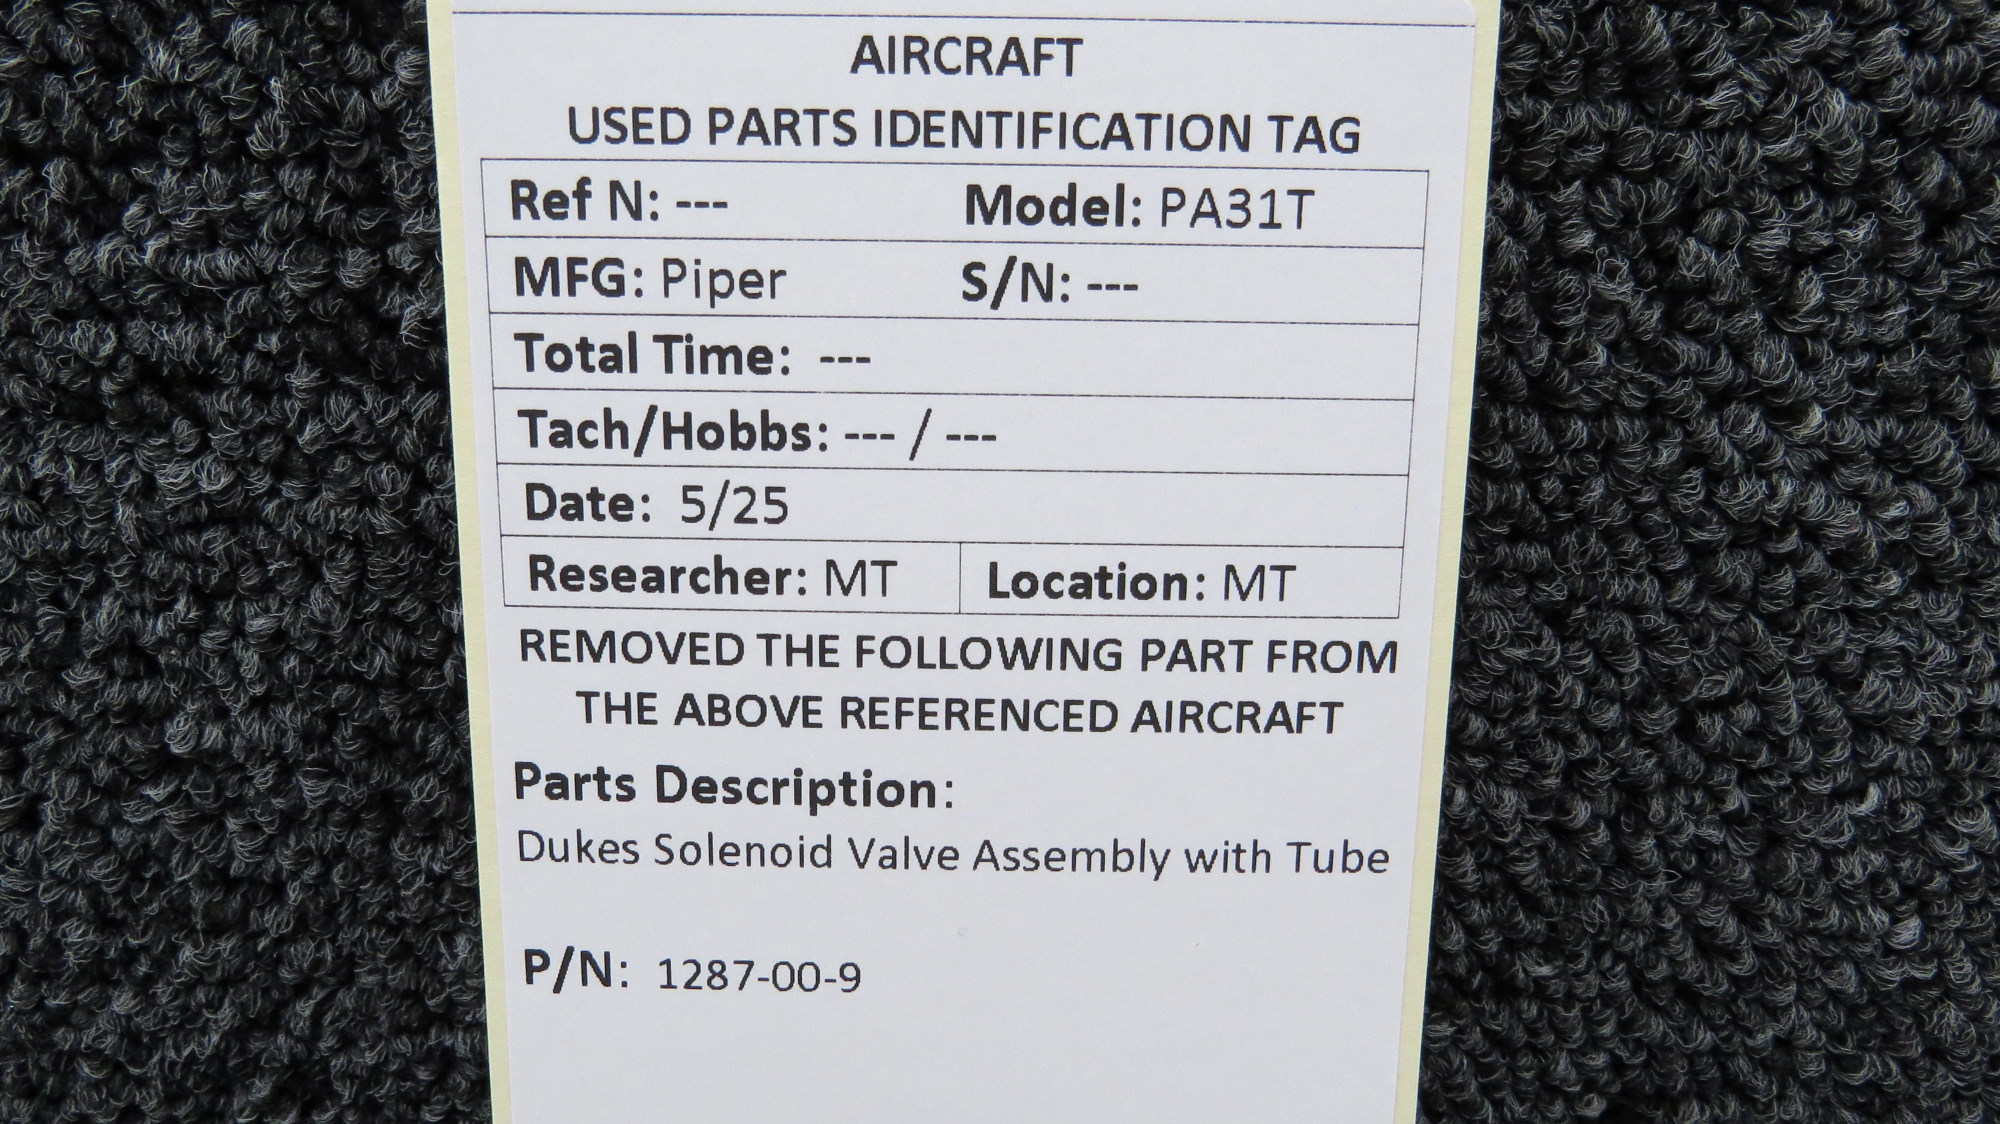 AIRCRAFT
USED PARTS IDENTIFICATION TAG
Ref N: --- Model: PA31T
MFG: Piper S/N: ---
Total Time: ---
Tach/Hobbs: --- / ---
Date: 5/25
Researcher: MT Location: MT
REMOVED THE FOLLOWING PART FROM
THE ABOVE REFERENCED AIRCRAFT
Parts Description:
Dukes Solenoid Valve Assembly with Tube
P/N: 1287-00-9